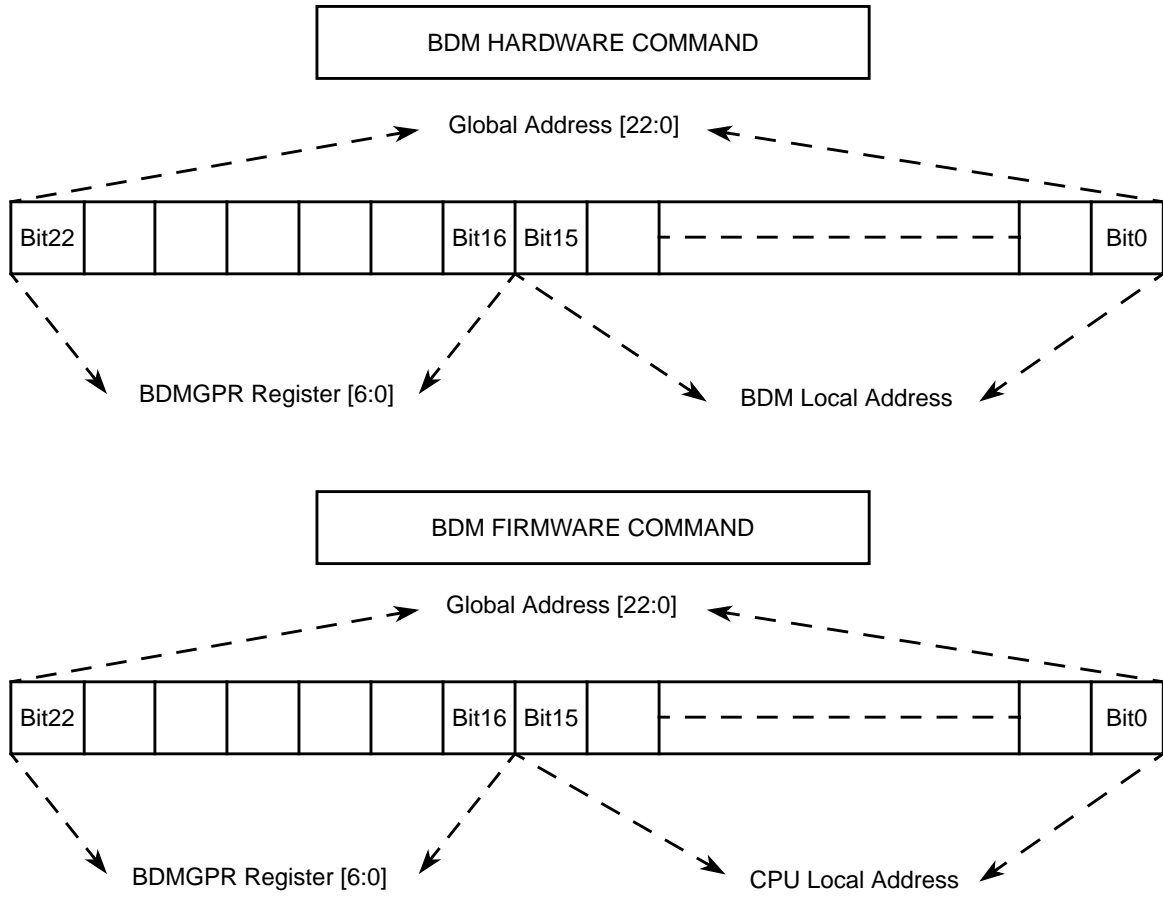 BDM HARDWARE COMMAND
Global Address [22:0]
Bit22 Bit16 Bit15 Bit0
BDMGPR Register [6:0] BDM Local Address
BDM FIRMWARE COMMAND
Global Address [22:0]
Bit22 Bit16 Bit15 Bit0
BDMGPR Register [6:0] CPU Local Address